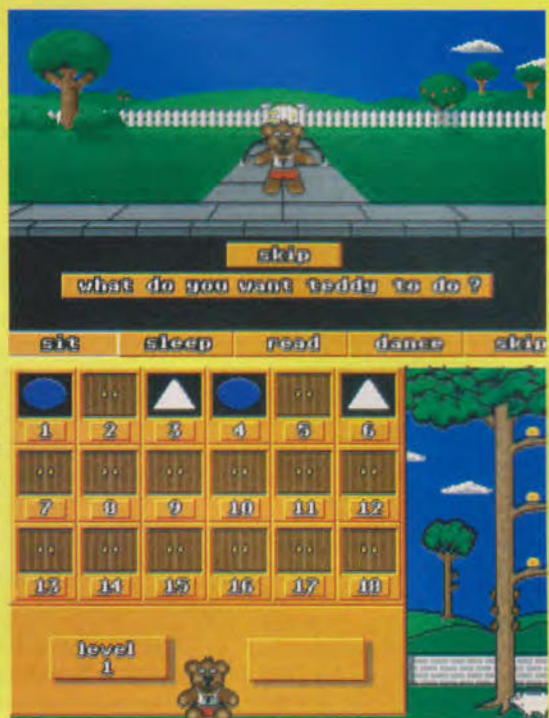 skip
what do you want teddy to do?
sit sleep read dance skip
1 2 3 4 5 6
7 8 9 10 11 12
13 14 15 16 17 18
level
1